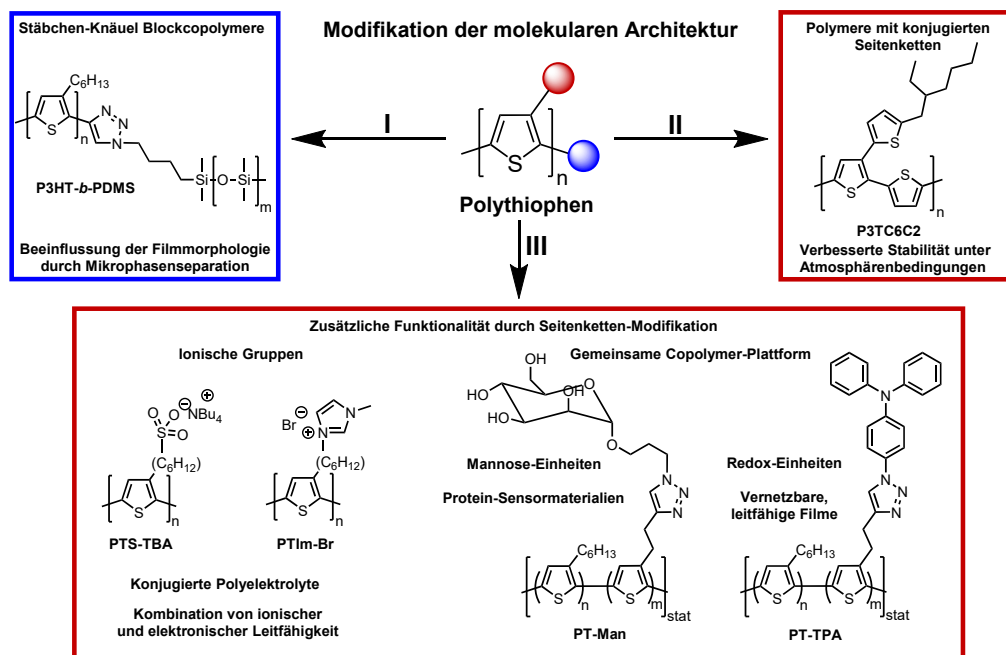 Modifikation der molekularen Architektur
Stäbchen-Knäuel Blockcopolymere
C6H13
S
n
N
N
N
Si
O
Si
m
P3HT-b-PDMS
Beeinflussung der Filmmorphologie
durch Mikrophasenseparation
I
S
n
Polythiophen
II
III
Polymere mit konjugierten
Seitenketten
S
S
S
n
P3TC6C2
Verbesserte Stabilität unter
Atmosphärenbedingungen
Zusätzliche Funktionalität durch Seitenketten-Modifikation
Ionische Gruppen
O
⊖
⊕
NBu4
O
S
O
(C6H12)
S
n
PTS-TBA
Br
⊖
N
N
⊕
(C6H12)
S
n
PTIm-Br
Konjugierte Polyelektrolyte
Kombination von ionischer
und elektronischer Leitfähigkeit
Gemeinsame Copolymer-Plattform
OH
HO
HO
OH
O
O
Mannose-Einheiten
Protein-Sensormaterialien
N
N
N
C6H13
S
n
S
m
stat
PT-Man
N
Redox-Einheiten
Vernetzbare,
leitfähige Filme
N
N
N
C6H13
S
n
S
m
stat
PT-TPA